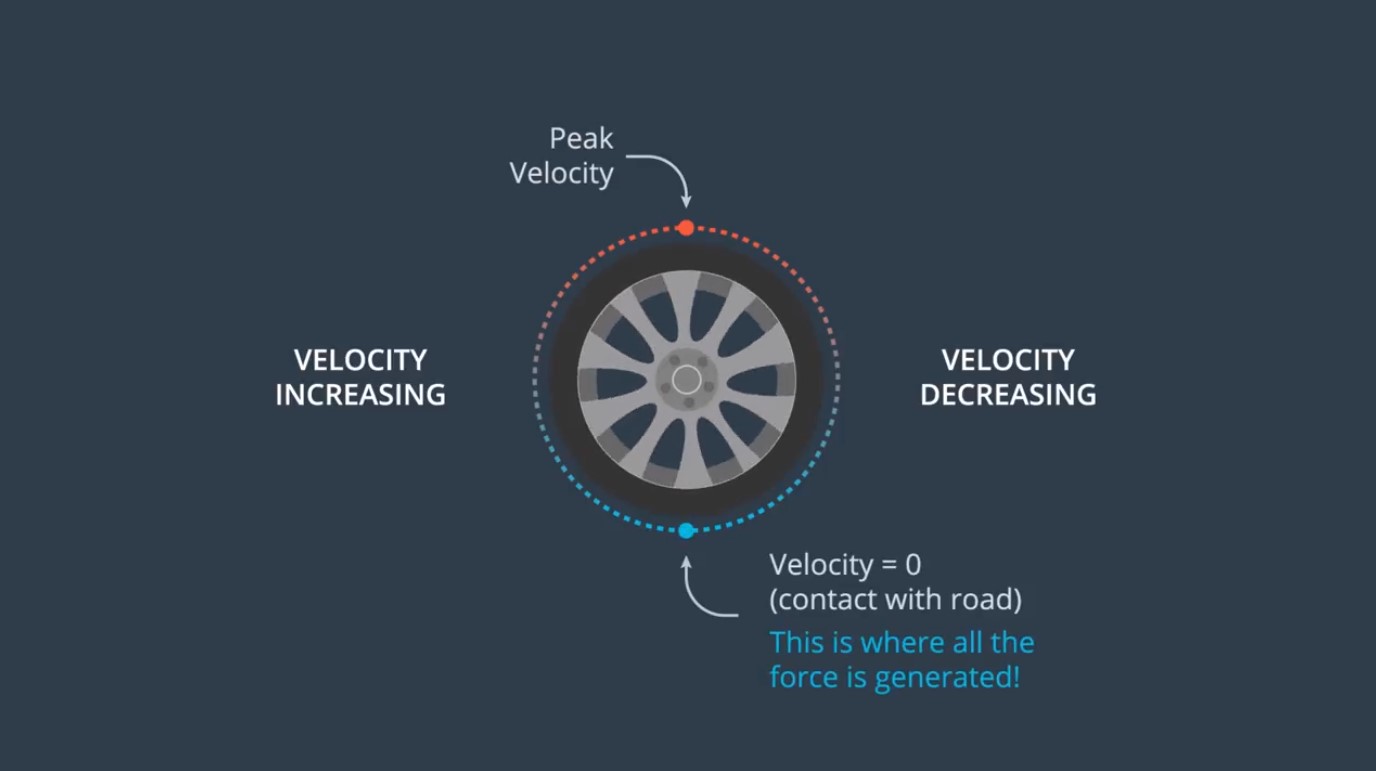 Peak
Velocity
VELOCITY
INCREASING
VELOCITY
DECREASING
Velocity = 0
(contact with road)
This is where all the
force is generated!